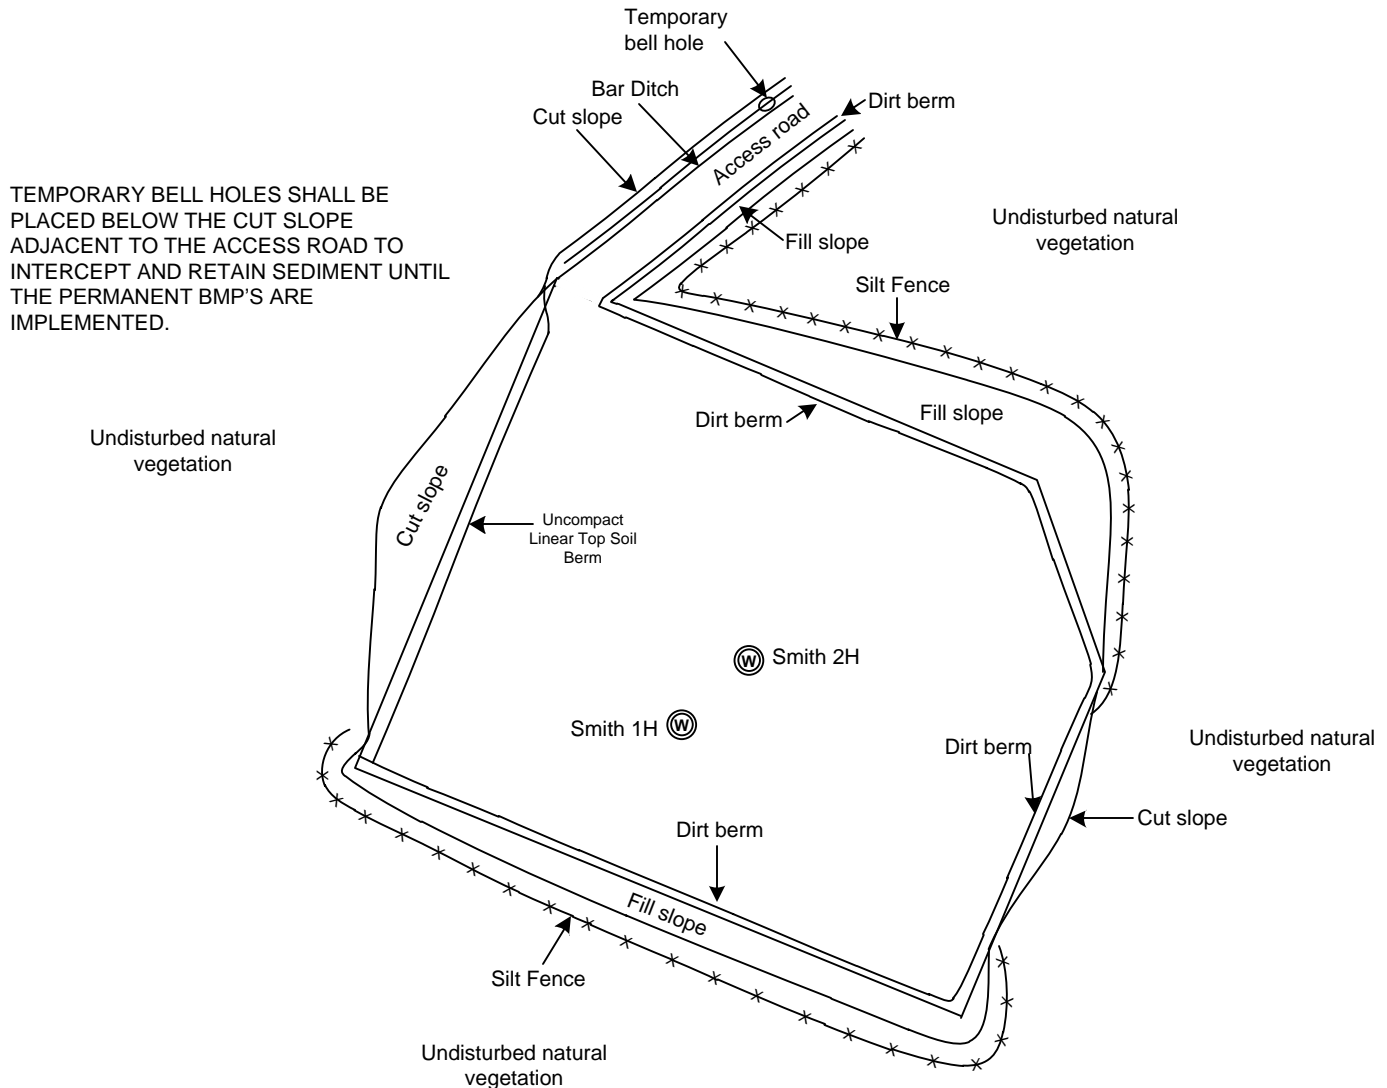 Temporary
bell hole
Bar Ditch
Cut slope
Dirt berm
Access road
TEMPORARY BELL HOLES SHALL BE
PLACED BELOW THE CUT SLOPE
ADJACENT TO THE ACCESS ROAD TO
INTERCEPT AND RETAIN SEDIMENT UNTIL
THE PERMANENT BMP'S ARE
IMPLEMENTED.
Undisturbed natural
vegetation
Fill slope
Silt Fence
Dirt berm
Fill slope
Undisturbed natural
vegetation
Cut slope
Uncompact
Linear Top Soil
Berm
W Smith 2H
Smith 1H W
Dirt berm
Undisturbed natural
vegetation
Cut slope
Dirt berm
Fill slope
Silt Fence
Undisturbed natural
vegetation